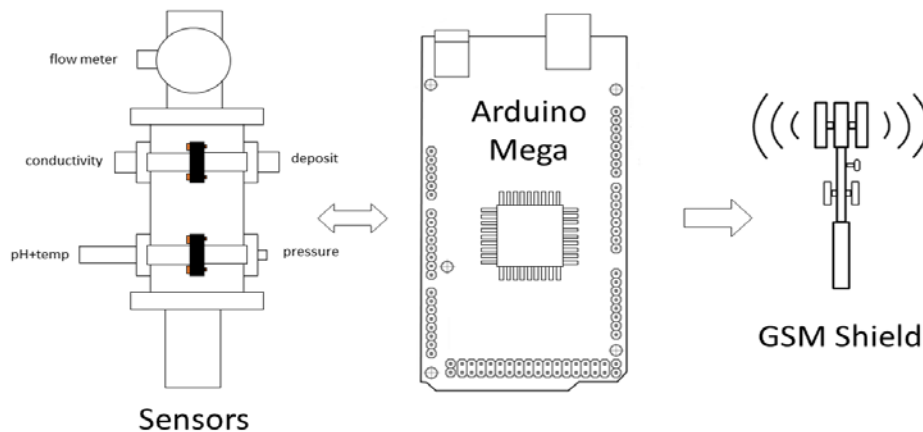 flow meter
conductivity
deposit
pH+temp
pressure
Sensors
Arduino
Mega
GSM Shield